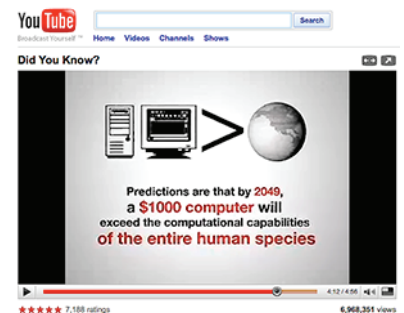 YouTube
Search
Broadcast Yourself ™
Home Videos Channels Shows
Did You Know?
Predictions are that by 2049,
a $1000 computer will
exceed the computational capabilities
of the entire human species
4:12 / 4:56
7,188 ratings
6,968,351 views